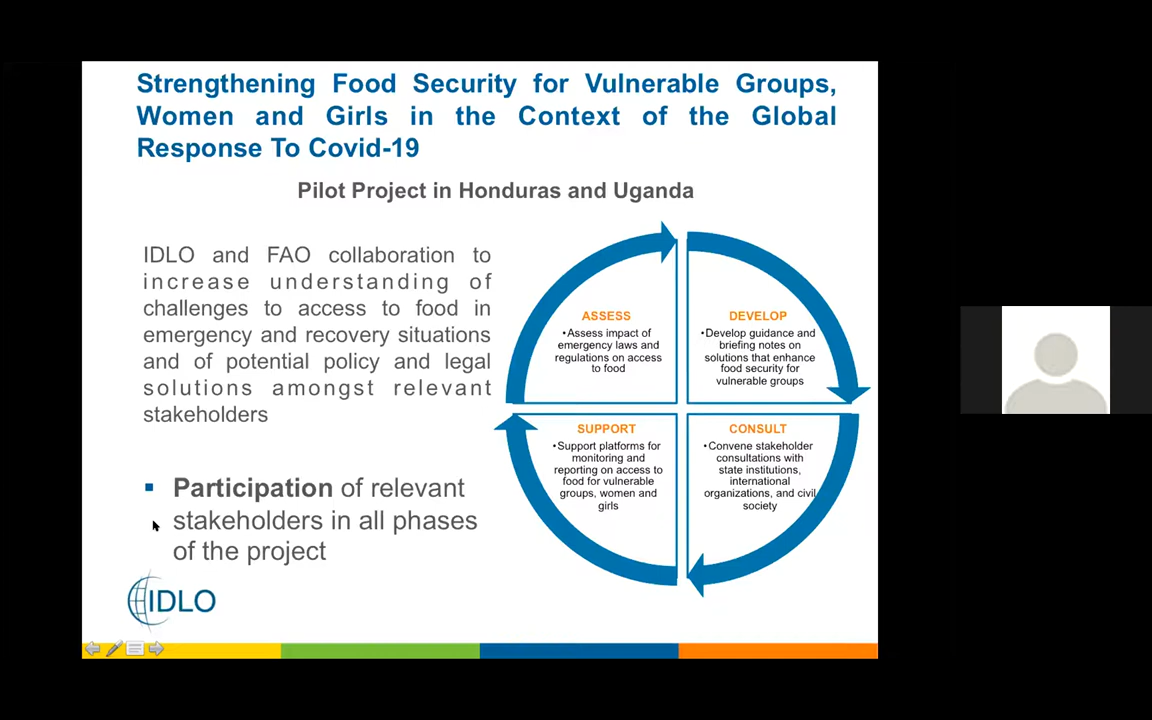 Strengthening Food Security for Vulnerable Groups,
Women and Girls in the Context of the Global
Response To Covid-19
Pilot Project in Honduras and Uganda
IDLO and FAO collaboration to
increase understanding of
challenges to access to food in
emergency and recovery situations
and of potential policy and legal
solutions amongst relevant
stakeholders
▪ Participation of relevant
stakeholders in all phases
of the project
ASSESS
•Assess impact of
emergency laws and
regulations on access
to food
DEVELOP
•Develop guidance and
briefing notes on
solutions that enhance
food security for
vulnerable groups
SUPPORT
•Support platforms for
monitoring and
reporting on access to
food for vulnerable
groups, women and
girls
CONSULT
•Convene stakeholder
consultations with
state institutions,
international
organizations, and civil
society
IDLO